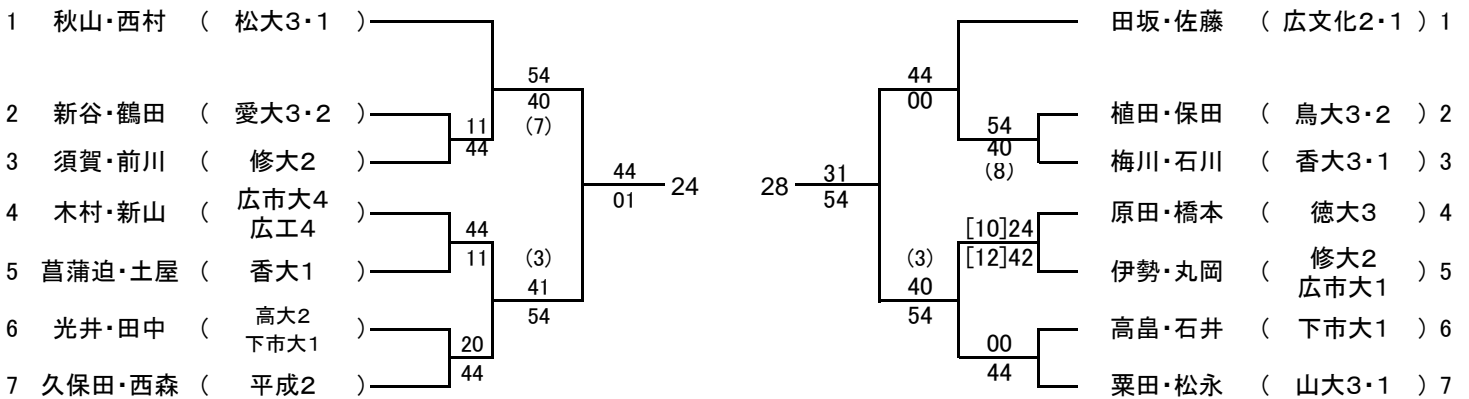 1 秋山・西村 ( 松大3・1 )
54
40
(7)
2 新谷・鶴田 ( 愛大3・2 )
11
44
3 須賀・前川 ( 修大2 )
44
01
24
4 木村・新山 ( 広市大4 広工4 )
44
11
5 菖蒲迫・土屋 ( 香大1 )
(3)
41
54
6 光井・田中 ( 高大2 下市大1 )
20
44
7 久保田・西森 ( 平成2 )
田坂・佐藤 ( 広文化2・1 ) 1
44
00
植田・保田 ( 鳥大3・2 ) 2
54
40
(8)
梅川・石川 ( 香大3・1 ) 3
28
31
54
原田・橋本 ( 徳大3 ) 4
[10]24
[12]42
伊勢・丸岡 ( 修大2 広市大1 ) 5
(3)
40
54
高畠・石井 ( 下市大1 ) 6
00
44
粟田・松永 ( 山大3・1 ) 7